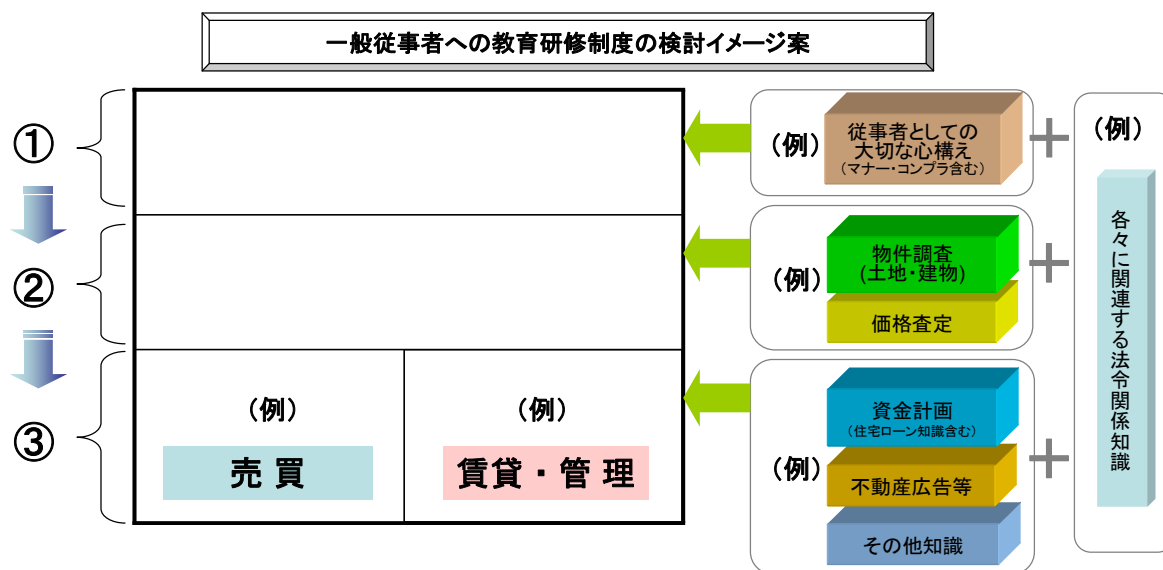 一般従事者への教育研修制度の検討イメージ案
①
(例)
従事者としての
大切な心構え
(マナー・コンプラ含む)
＋
(例)
各々に関連する法令関係知識
②
(例)
物件調査
(土地・建物)
価格査定
＋
③
(例)
売 買
(例)
賃貸・管理
(例)
資金計画
(住宅ローン知識含む)
不動産広告等
その他知識
＋